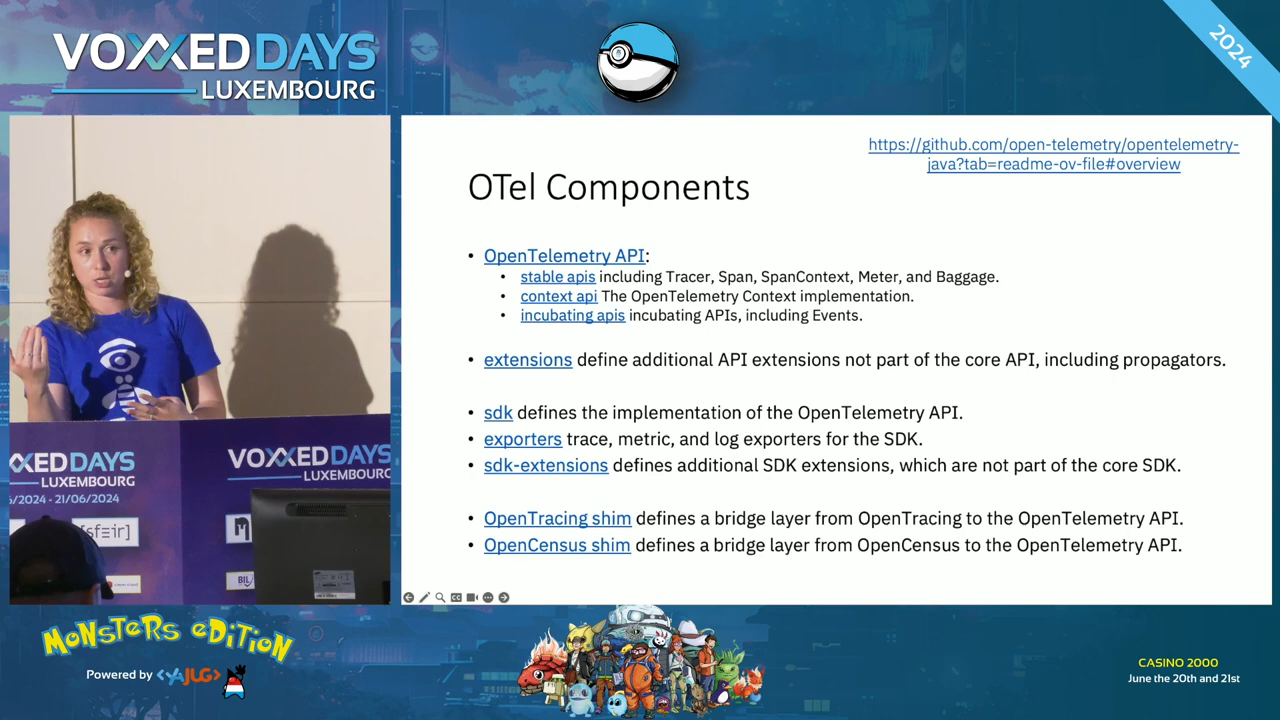 VOXXEDDAYS
LUXEMBOURG
2024
https://github.com/open-telemetry/opentelemetry-
java?tab=readme-ov-file#overview
OTel Components
• OpenTelemetry API:
• stable apis including Tracer, Span, SpanContext, Meter, and Baggage.
• context api The OpenTelemetry Context implementation.
• incubating apis incubating APIs, including Events.
• extensions define additional API extensions not part of the core API, including propagators.
• sdk defines the implementation of the OpenTelemetry API.
• exporters trace, metric, and log exporters for the SDK.
• sdk-extensions defines additional SDK extensions, which are not part of the core SDK.
• OpenTracing shim defines a bridge layer from OpenTracing to the OpenTelemetry API.
• OpenCensus shim defines a bridge layer from OpenCensus to the OpenTelemetry API.
XED DAYS
LUXEMBOURG
/2024 - 21/06/2024
[sfeir]
VOXXED DAYS
LUXEMBOURG
BIL
MONSTERS EDITION
Powered by <YAJUG>
CASINO 2000
June the 20th and 21st